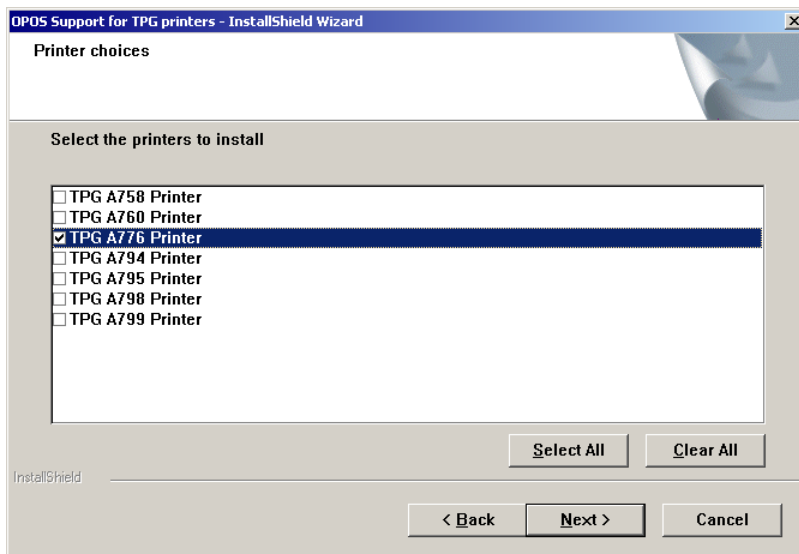 OPOS Support for TPG printers - InstallShield Wizard
Printer choices
Select the printers to install
TPG A758 Printer
TPG A760 Printer
TPG A776 Printer
TPG A794 Printer
TPG A795 Printer
TPG A798 Printer
TPG A799 Printer
Select All Clear All
InstallShield
< Back Next > Cancel